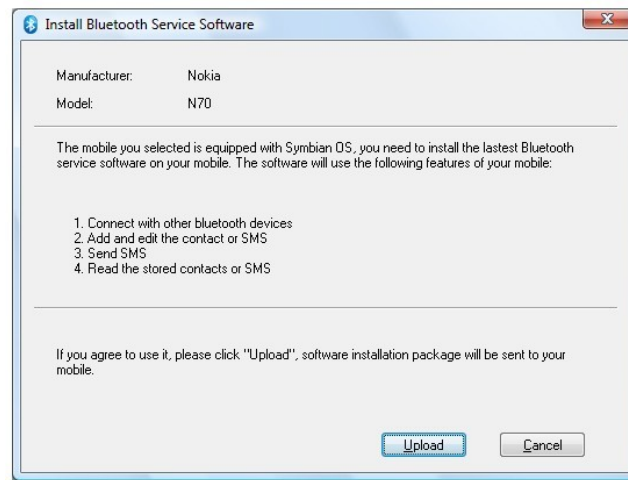 Install Bluetooth Service Software
Manufacturer: Nokia
Model: N70
The mobile you selected is equipped with Symbian OS, you need to install the lastest Bluetooth
service software on your mobile. The software will use the following features of your mobile:
1. Connect with other bluetooth devices
2. Add and edit the contact or SMS
3. Send SMS
4. Read the stored contacts or SMS
If you agree to use it, please click "Upload", software installation package will be sent to your
mobile.
Upload Cancel